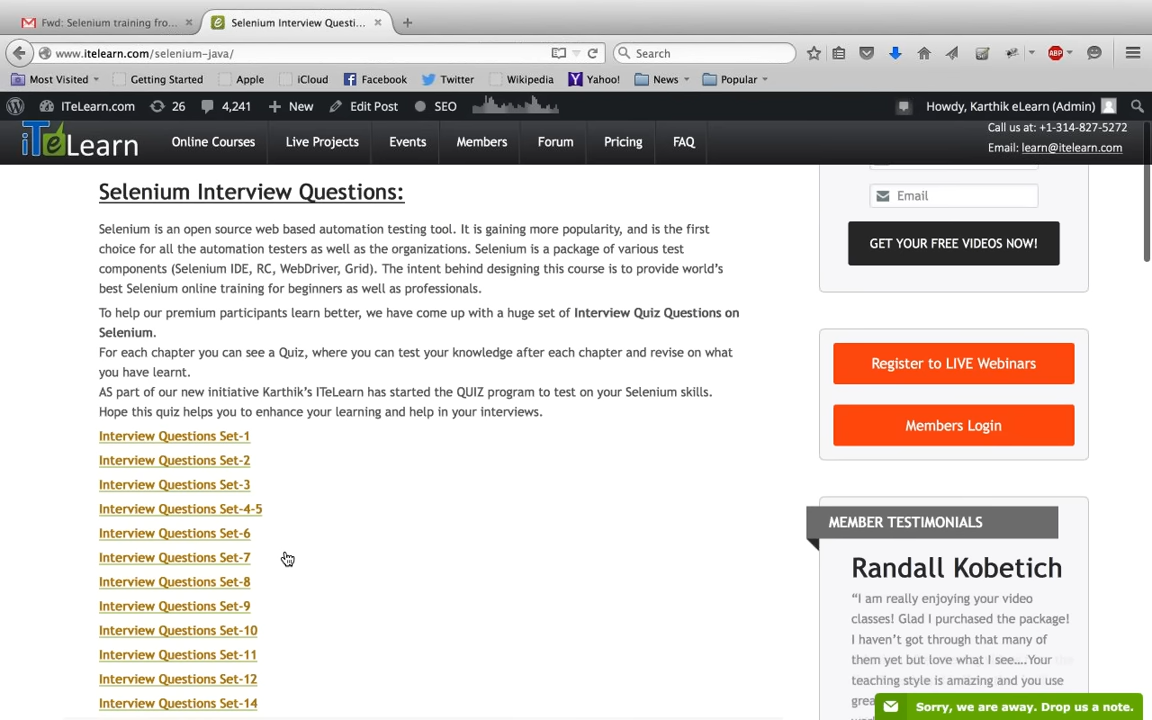 Fwd: Selenium training fro... ×
Selenium Interview Questi... ×
www.itelearn.com/selenium-java/
Search
ABP
Most Visited
Getting Started
Apple
iCloud
Facebook
Twitter
Wikipedia
Yahoo!
News
Popular
ITeLearn.com
26
4,241
New
Edit Post
SEO
Howdy, Karthik eLearn (Admin)
iTeLearn
Online Courses
Live Projects
Events
Members
Forum
Pricing
FAQ
Call us at: +1-314-827-5272
Email: learn@itelearn.com
Selenium Interview Questions:
Selenium is an open source web based automation testing tool. It is gaining more popularity, and is the first
choice for all the automation testers as well as the organizations. Selenium is a package of various test
components (Selenium IDE, RC, WebDriver, Grid). The intent behind designing this course is to provide world's
best Selenium online training for beginners as well as professionals.
To help our premium participants learn better, we have come up with a huge set of Interview Quiz Questions on
Selenium.
For each chapter you can see a Quiz, where you can test your knowledge after each chapter and revise on what
you have learnt.
AS part of our new initiative Karthik's ITeLearn has started the QUIZ program to test on your Selenium skills.
Hope this quiz helps you to enhance your learning and help in your interviews.
Interview Questions Set-1
Interview Questions Set-2
Interview Questions Set-3
Interview Questions Set-4-5
Interview Questions Set-6
Interview Questions Set-7
Interview Questions Set-8
Interview Questions Set-9
Interview Questions Set-10
Interview Questions Set-11
Interview Questions Set-12
Interview Questions Set-14
Email
GET YOUR FREE VIDEOS NOW!
Register to LIVE Webinars
Members Login
MEMBER TESTIMONIALS
Randall Kobetich
"I am really enjoying your video
classes! Glad I purchased the package!
I haven't got through that many of
them yet but love what I see....Your the
teaching style is amazing and you use
Sorry, we are away. Drop us a note.